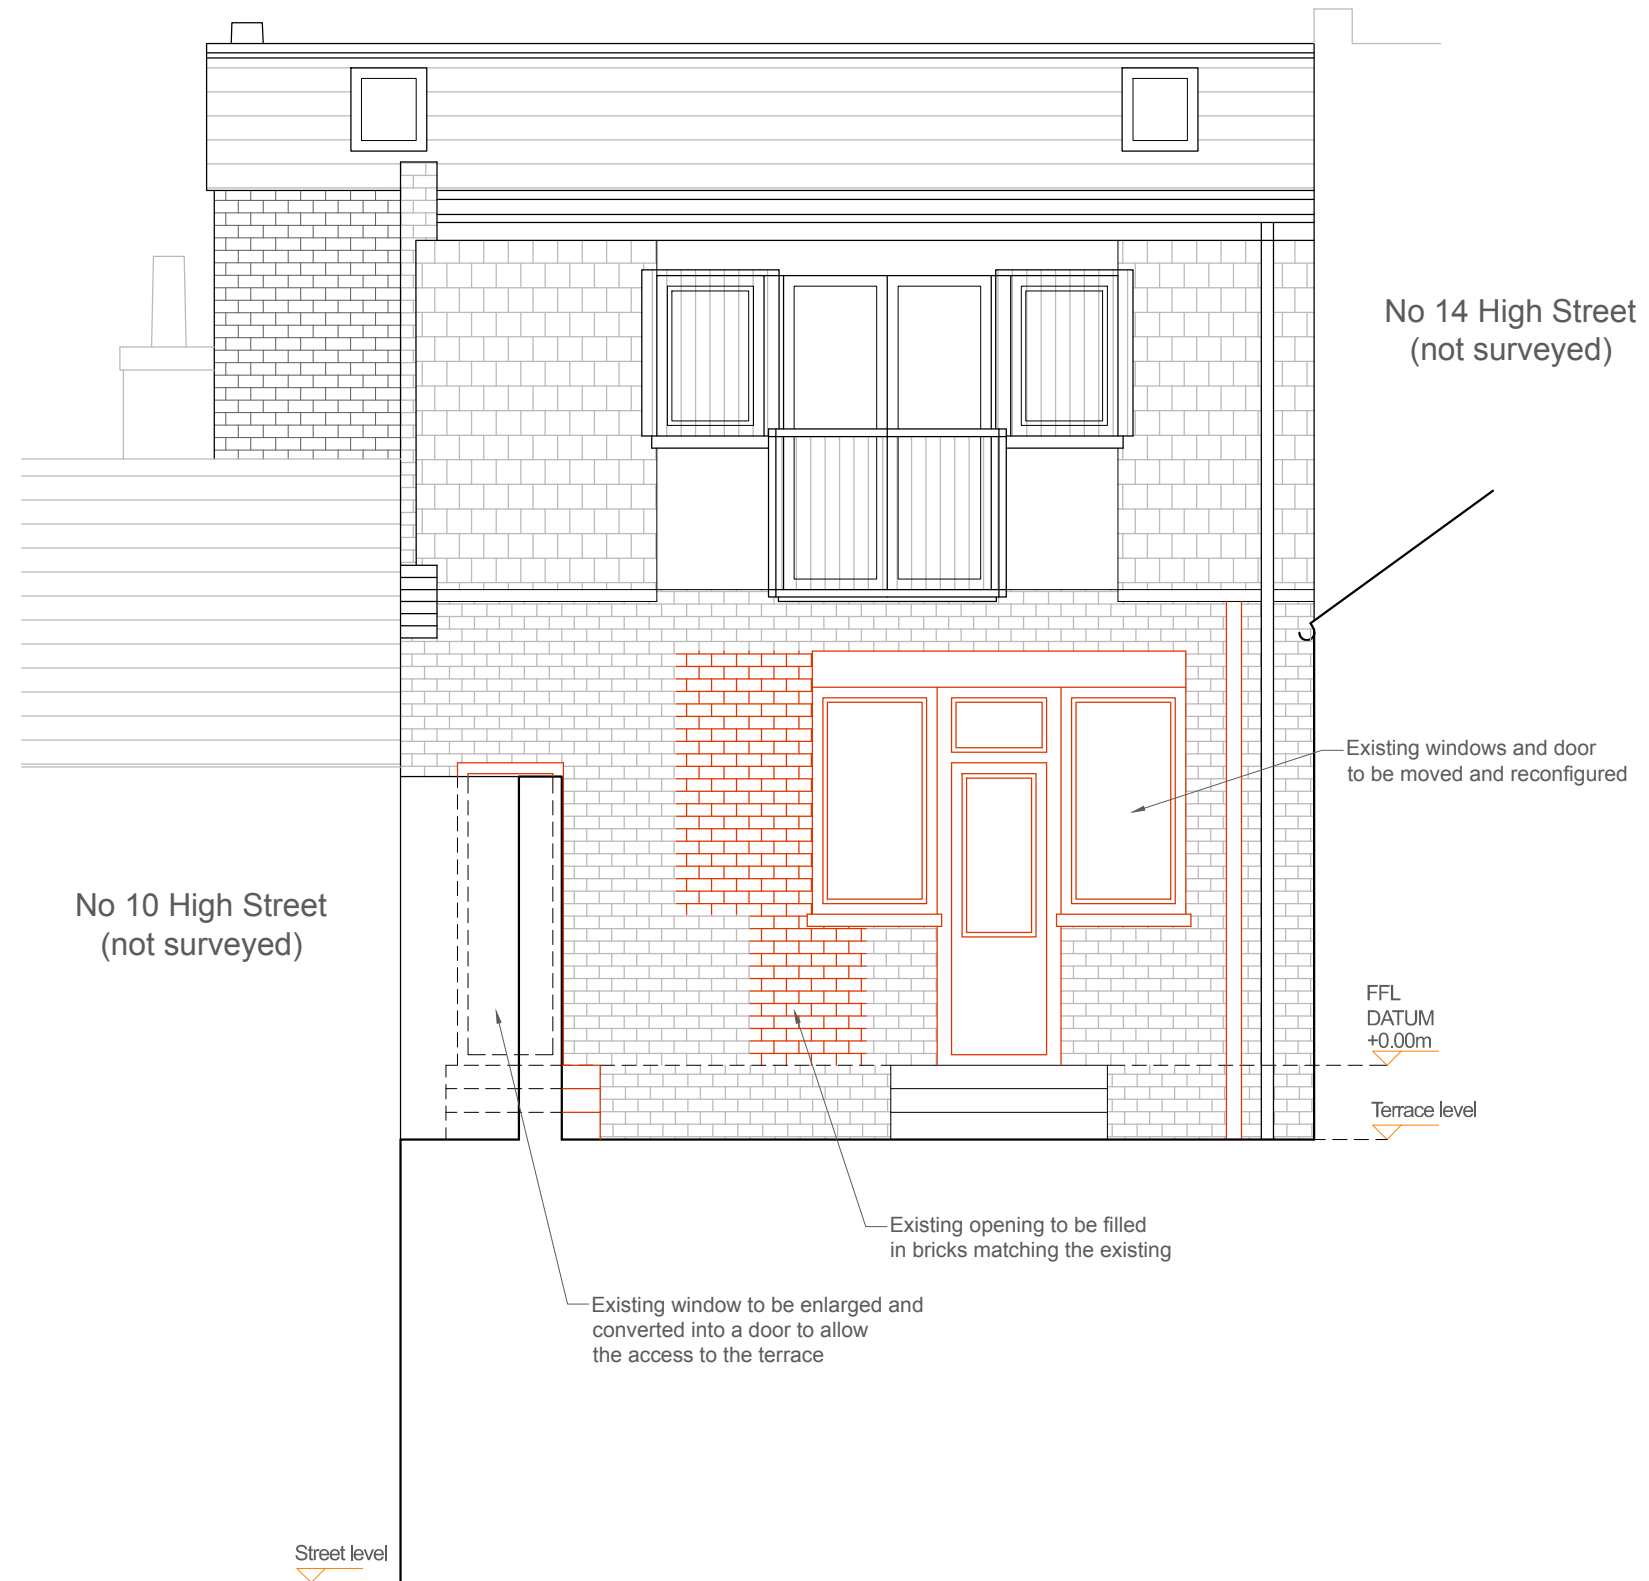 No 14 High Street
(not surveyed)
Existing windows and door
to be moved and reconfigured
No 10 High Street
(not surveyed)
FFL
DATUM
+0.00m
Terrace level
Existing opening to be filled
in bricks matching the existing
Existing window to be enlarged and
converted into a door to allow
the access to the terrace
Street level